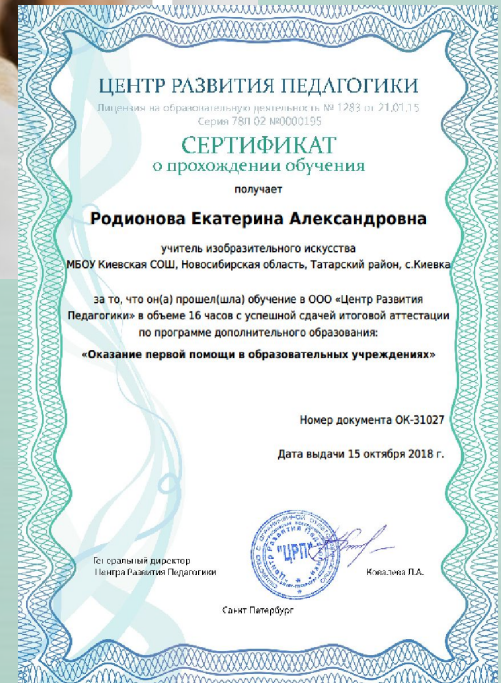 ЦЕНТР РАЗВИТИЯ ПЕДАГОГИКИ
Лицензия на образовательную деятельность № 1283 от 21.01.15
Серия 78Л 02 №0000195
СЕРТИФИКАТ
о прохождении обучения
получает
Родионова Екатерина Александровна
учитель изобразительного искусства
МБОУ Киевская СОШ, Новосибирская область, Татарский район, с.Киевка
за то, что он(а) прошел(шла) обучение в ООО «Центр Развития
Педагогики» в объеме 16 часов с успешной сдачей итоговой аттестации
по программе дополнительного образования:
«Оказание первой помощи в образовательных учреждениях»
Номер документа ОК-31027
Дата выдачи 15 октября 2018 г.
"ЦРП"
Генеральный директор
Центра Развития Педагогики
Ковалева Л.А.
Санкт Петербург